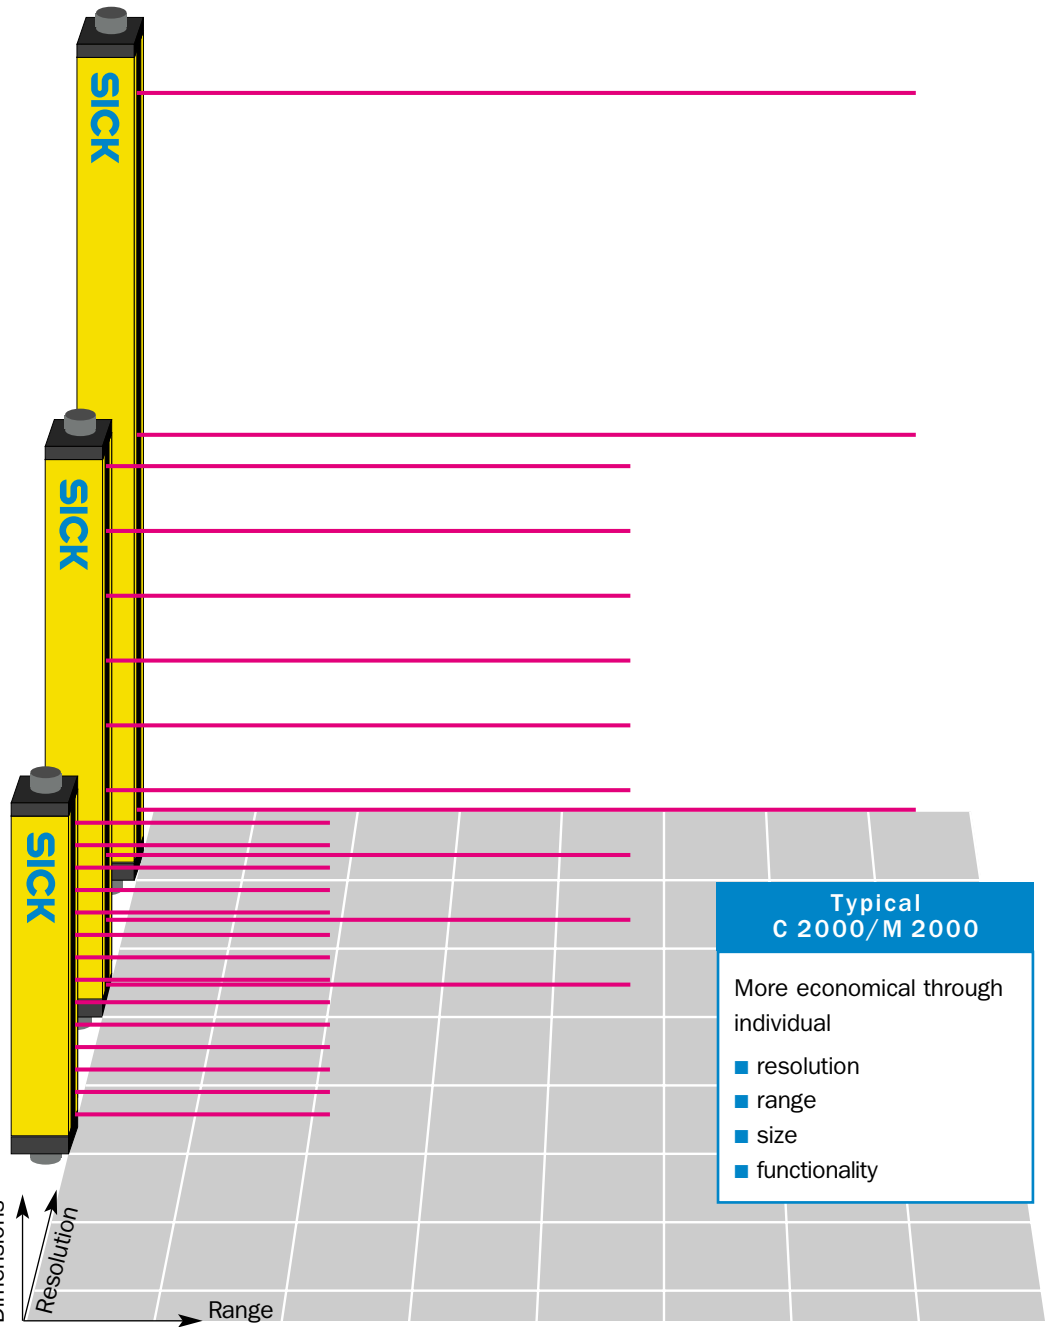 SICK
SICK
SICK
Typical
C 2000/M 2000
More economical through
individual
resolution
range
size
functionality
Resolution
Range